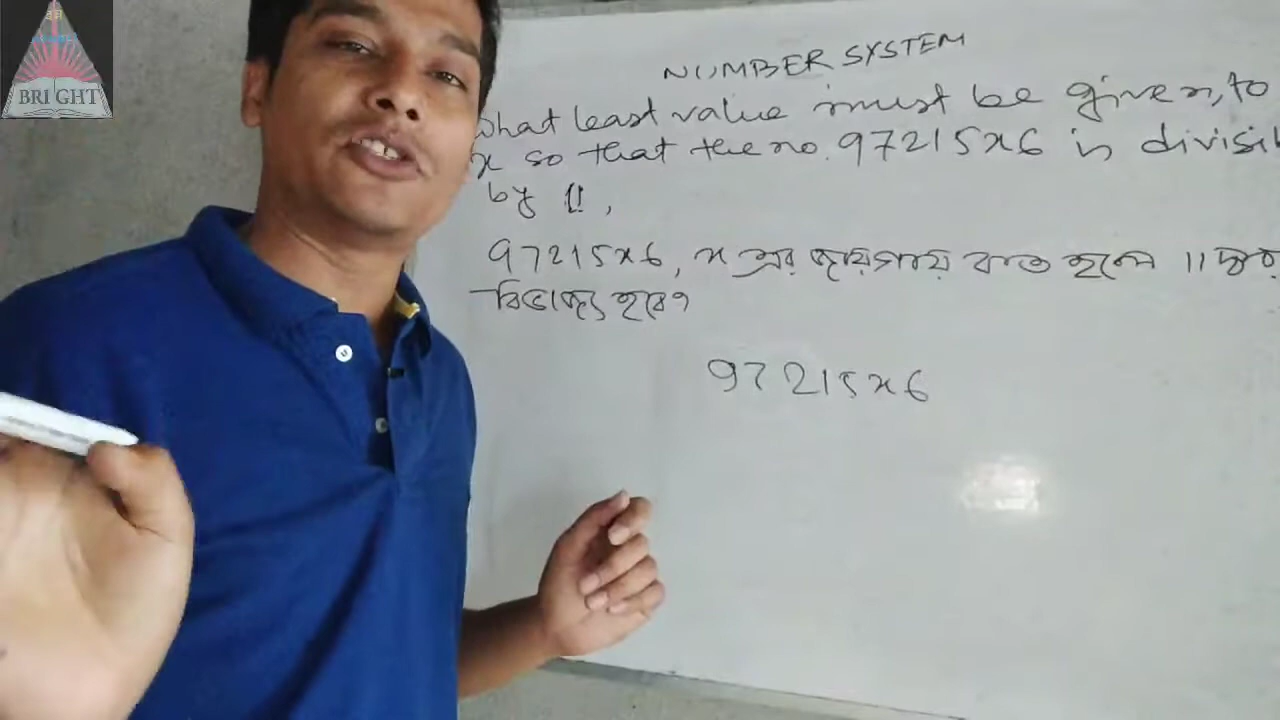 BRIGHT
NUMBER SYSTEM
what least value must be given, to
x so that the no. 97215x6 is divisi
by 11,
97215x6, x এর জায়গায় কত হলে 11 দ্বার
বিভাজ্য হবে?
97215x6